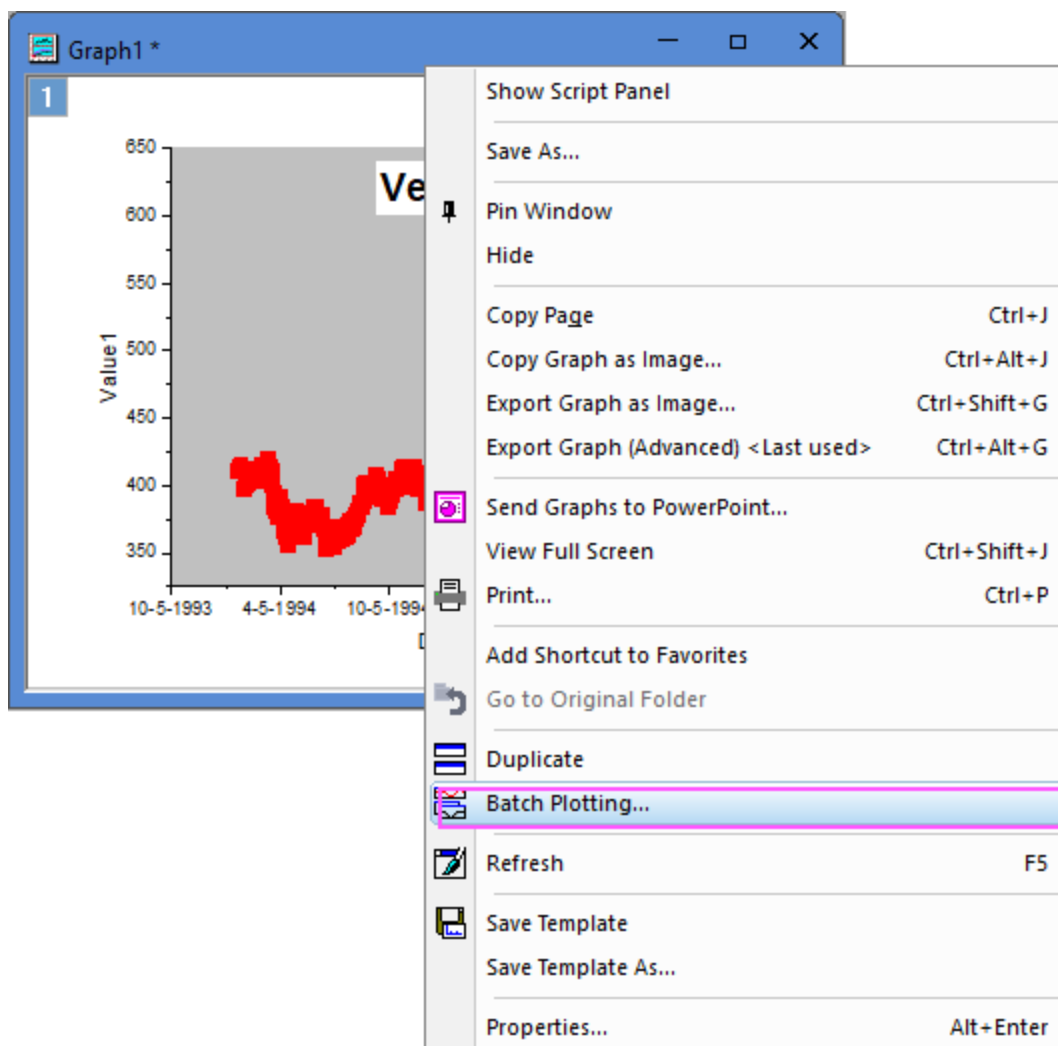 Graph1 *
1
Ve
650
600
550
500
450
400
350
Value1
10-5-1993 4-5-1994 10-5-1994
Show Script Panel
Save As...
Pin Window
Hide
Copy Page Ctrl+J
Copy Graph as Image... Ctrl+Alt+J
Export Graph as Image... Ctrl+Shift+G
Export Graph (Advanced) <Last used> Ctrl+Alt+G
Send Graphs to PowerPoint...
View Full Screen Ctrl+Shift+J
Print... Ctrl+P
Add Shortcut to Favorites
Go to Original Folder
Duplicate
Batch Plotting...
Refresh F5
Save Template
Save Template As...
Properties... Alt+Enter